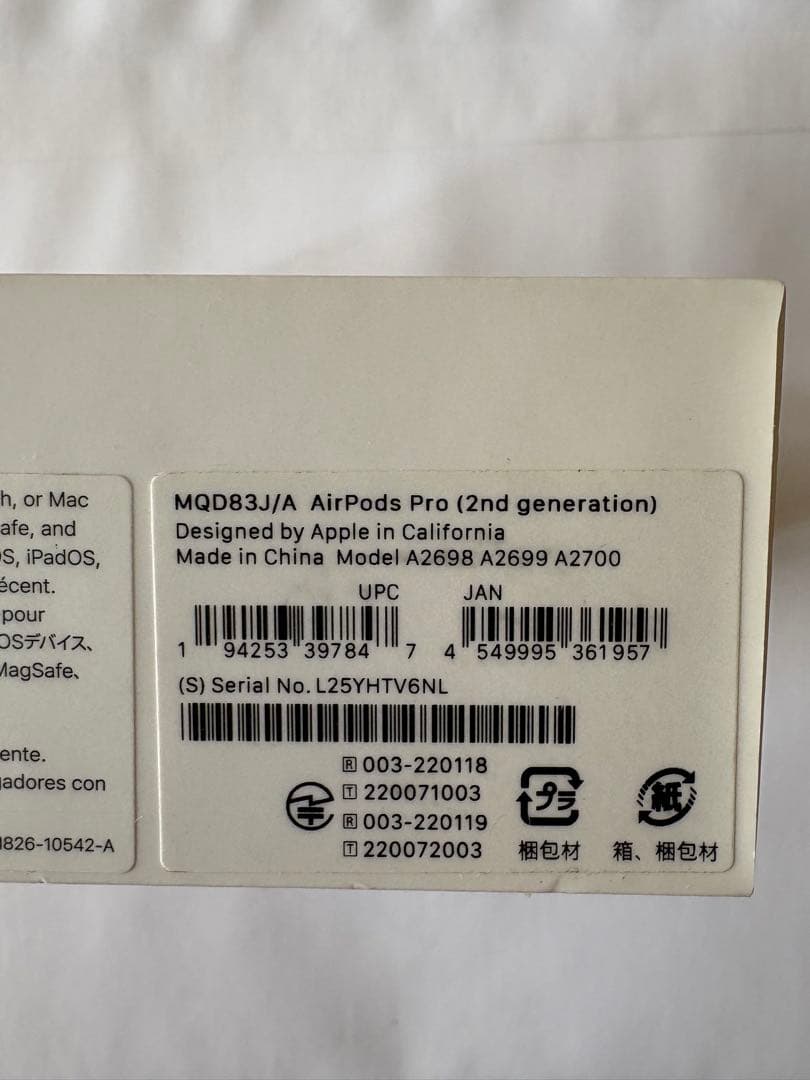 h, or Mac
afe, and
S, iPadOS,
écent.
pour
OSデバイス、
MagSafe、
ente.
gadores con
826-10542-A
MQD83J/A AirPods Pro (2nd generation)
Designed by Apple in California
Made in China Model A2698 A2699 A2700
UPC JAN
1 94253 39784 7 4 549995 361957
(S) Serial No. L25YHTV6NL
R 003-220118
T 220071003
R 003-220119
T 220072003
プラ
梱包材
紙
箱、梱包材